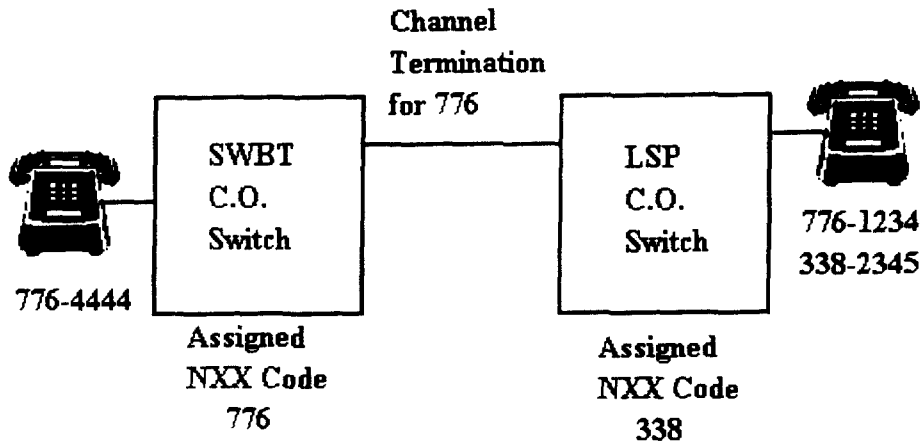 Channel
Termination
for 776
SWBT
C.O.
Switch
LSP
C.O.
Switch
776-4444
776-1234
338-2345
Assigned
NXX Code
776
Assigned
NXX Code
338